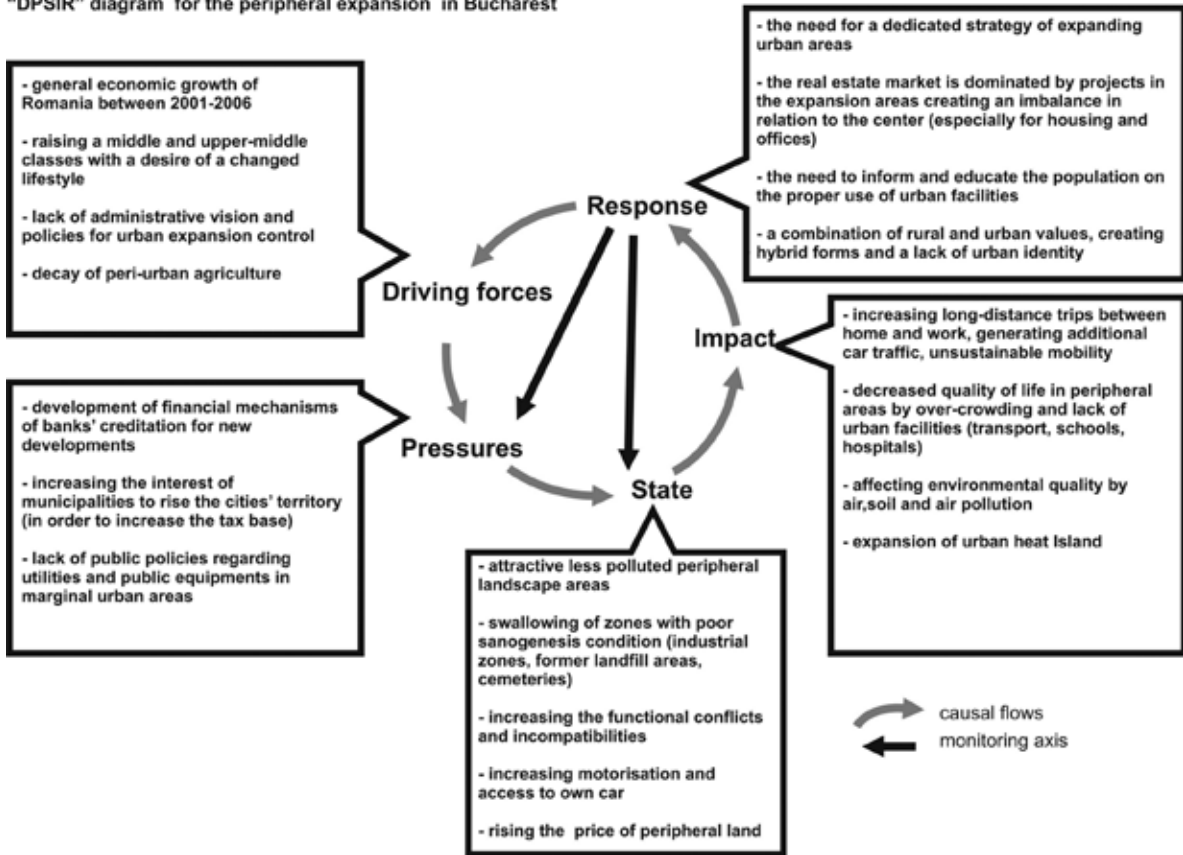 "DPSIR" diagram for the peripheral expansion in Bucharest
- general economic growth of
Romania between 2001-2006
- raising a middle and upper-middle
classes with a desire of a changed
lifestyle
- lack of administrative vision and
policies for urban expansion control
- decay of peri-urban agriculture
- the need for a dedicated strategy of expanding
urban areas
- the real estate market is dominated by projects in
the expansion areas creating an imbalance in
relation to the center (especially for housing and
offices)
- the need to inform and educate the population on
the proper use of urban facilities
- a combination of rural and urban values, creating
hybrid forms and a lack of urban identity
Response
Driving forces
Impact
Pressures
State
- development of financial mechanisms
of banks' creditation for new
developments
- increasing the interest of
municipalities to rise the cities' territory
(in order to increase the tax base)
- lack of public policies regarding
utilities and public equipments in
marginal urban areas
- increasing long-distance trips between
home and work, generating additional
car traffic, unsustainable mobility
- decreased quality of life in peripheral
areas by over-crowding and lack of
urban facilities (transport, schools,
hospitals)
- affecting environmental quality by
air,soil and air pollution
- expansion of urban heat Island
- attractive less polluted peripheral
landscape areas
- swallowing of zones with poor
sanogenesis condition (industrial
zones, former landfill areas,
cemeteries)
- increasing the functional conflicts
and incompatibilities
- increasing motorisation and
access to own car
- rising the price of peripheral land
causal flows
monitoring axis